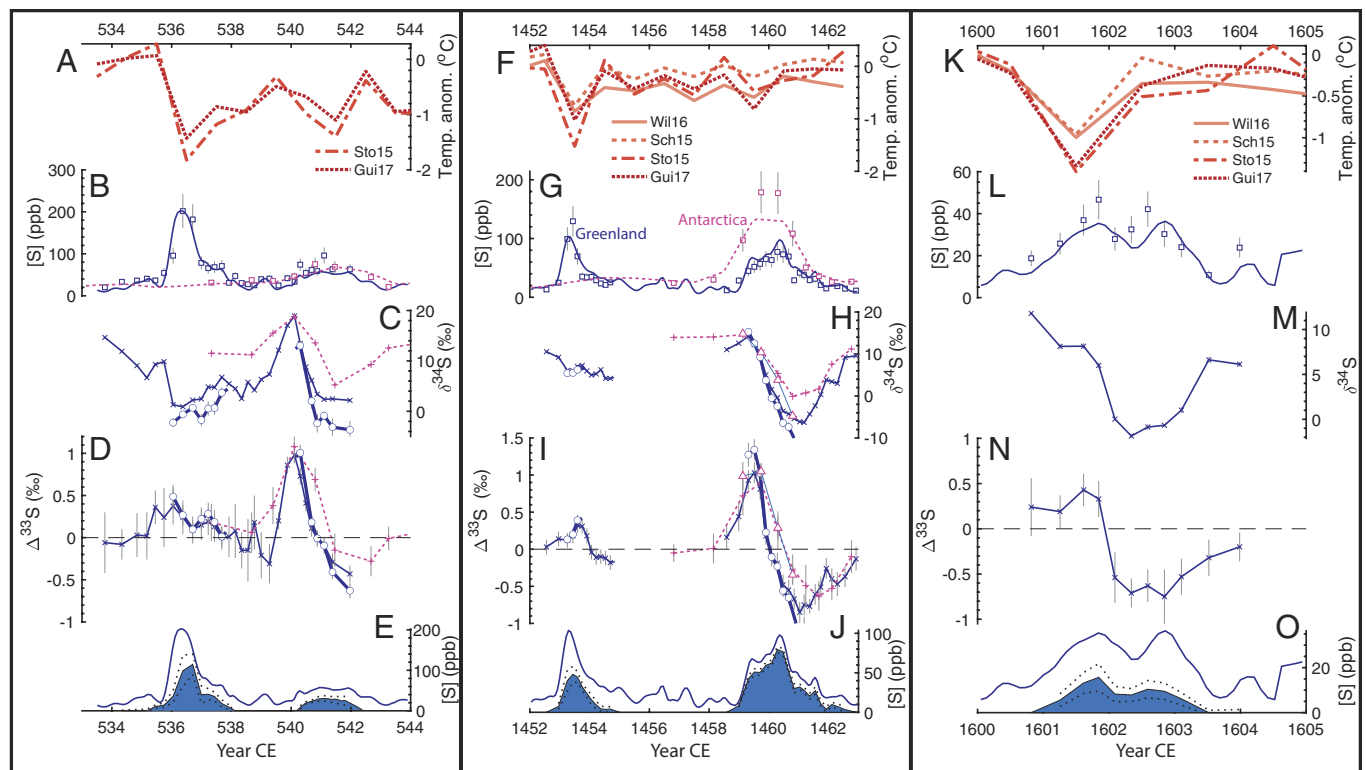 534 536 538 540 542 544
A
0
-1
-2
Temp. anom. (°C)
Sto15
Gui17
300
200
100
0
[S] (ppb)
B
C
20
10
0
δ34S (‰)
1
0.5
0
-0.5
-1
Δ33S (‰)
D
E
200
100
0
[S] (ppb)
534 536 538 540 542 544
Year CE
1452 1454 1456 1458 1460 1462
F
0
-1
-2
Temp. anom. (°C)
Wil16
Sch15
Sto15
Gui17
200
100
0
[S] (ppb)
G
Greenland
Antarctica
H
20
10
0
-10
δ34S (‰)
1.5
1
0.5
0
-0.5
-1
Δ33S (‰)
I
J
100
50
0
[S] (ppb)
1452 1454 1456 1458 1460 1462
Year CE
1600 1601 1602 1603 1604 1605
K
0
-0.5
-1
Temp. anom. (°C)
Wil16
Sch15
Sto15
Gui17
60
40
20
0
[S] (ppb)
L
M
10
5
0
δ34S
1
0.5
0
-0.5
-1
Δ33S
N
O
20
0
[S] (ppb)
1600 1601 1602 1603 1604 1605
Year CE